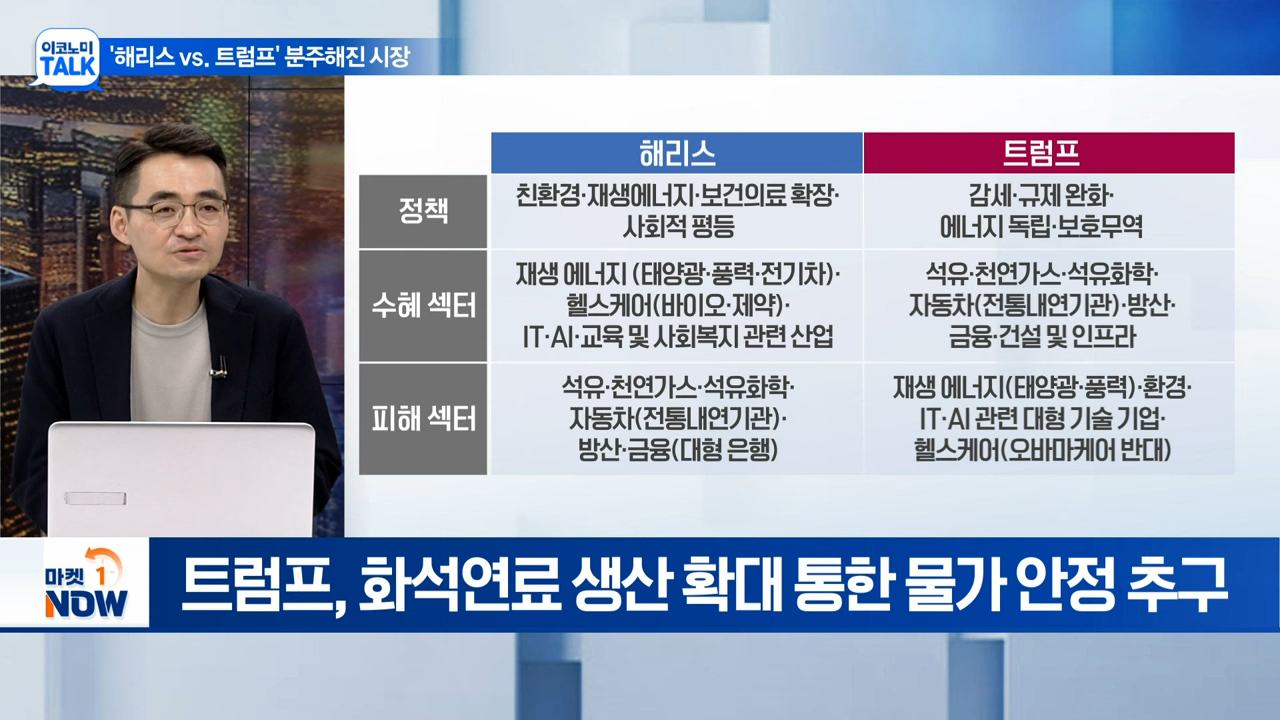 이코노미
TALK
'해리스 vs. 트럼프' 분주해진 시장
해리스
트럼프
정책
친환경·재생에너지·보건의료 확장·
사회적 평등
감세·규제 완화·
에너지 독립·보호무역
수혜 섹터
재생 에너지 (태양광·풍력·전기차)·
헬스케어(바이오·제약)·
IT·AI·교육 및 사회복지 관련 산업
석유·천연가스·석유화학·
자동차(전통내연기관)·방산·
금융·건설 및 인프라
피해 섹터
석유·천연가스·석유화학·
자동차(전통내연기관)·
방산·금융(대형 은행)
재생 에너지(태양광·풍력)·환경·
IT·AI 관련 대형 기술 기업·
헬스케어(오바마케어 반대)
마켓 1
NOW
트럼프, 화석연료 생산 확대 통한 물가 안정 추구